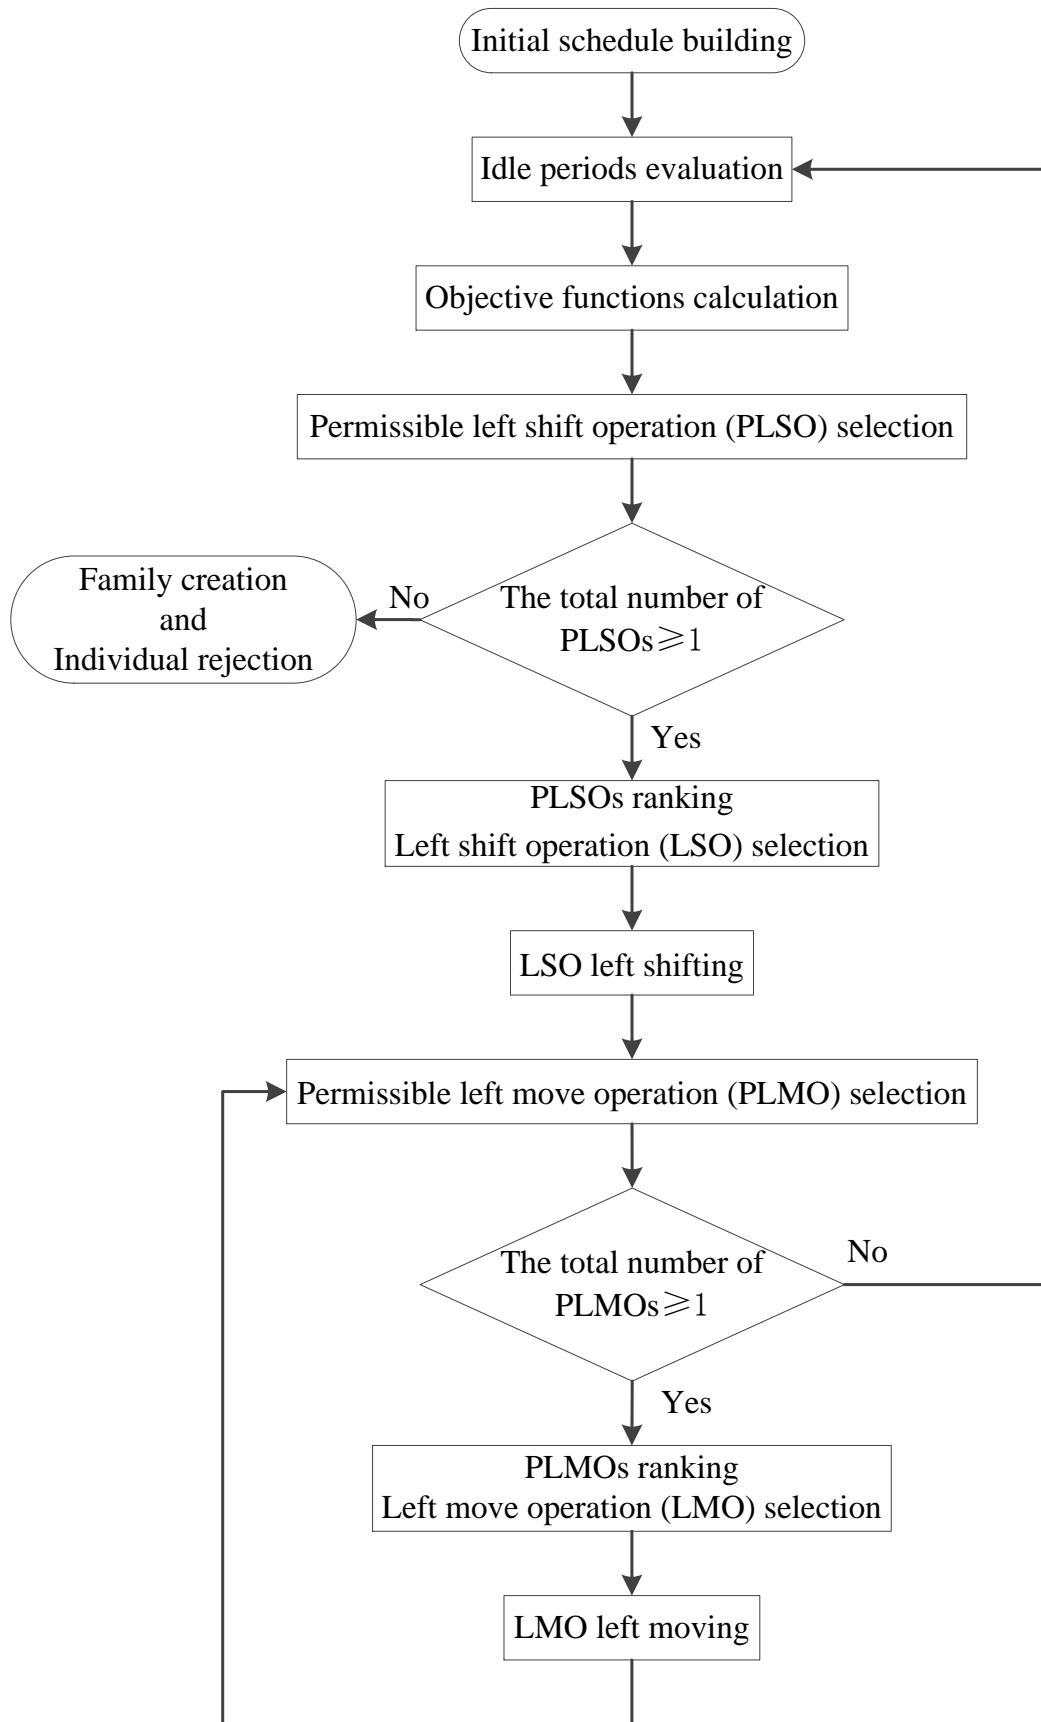 Initial schedule building
Idle periods evaluation
Objective functions calculation
Permissible left shift operation (PLSO) selection
Family creation
and
Individual rejection
No
The total number of
PLSOs≥1
Yes
PLSOs ranking
Left shift operation (LSO) selection
LSO left shifting
Permissible left move operation (PLMO) selection
The total number of
PLMOs≥1
No
Yes
PLMOs ranking
Left move operation (LMO) selection
LMO left moving